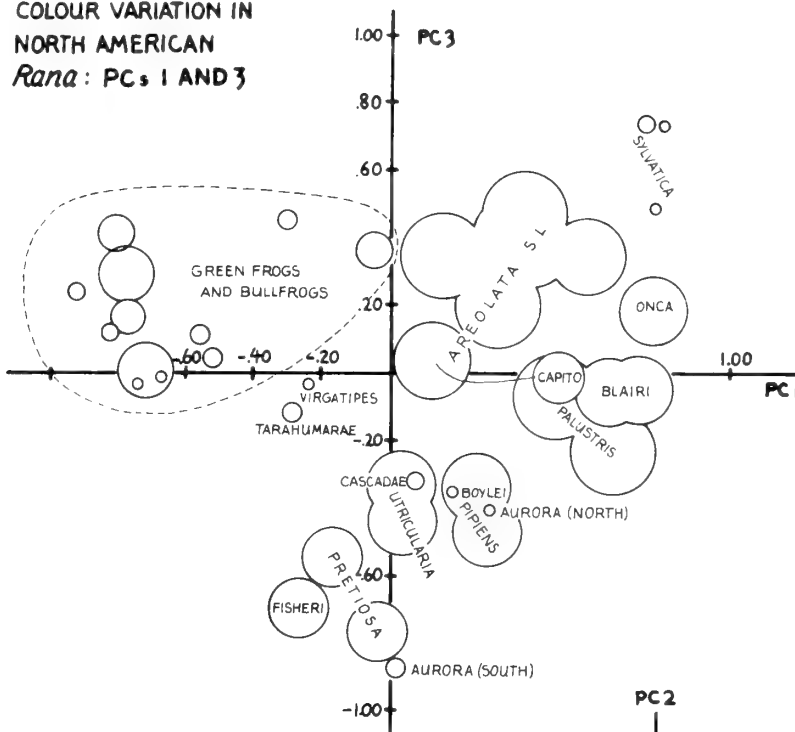 COLOUR VARIATION IN
NORTH AMERICAN
Rana: PCs 1 AND 3
1.00
PC3
.80
.60
SYLVATICA
AREOLATA SL
GREEN FROGS
AND BULLFROGS
.20
ONCA
-.60
-.40
-.20
1.00
CAPITO
BLAIRI
PC
VIRGATIPES
TARAHUMARAE
PALUSTRIS
-.20
CASCADAE
BOYLEI
UTRICULARIA
PIPIENS
AURORA (NORTH)
PRETIOSA
.60
FISHERI
AURORA (SOUTH)
PC2
-1.00